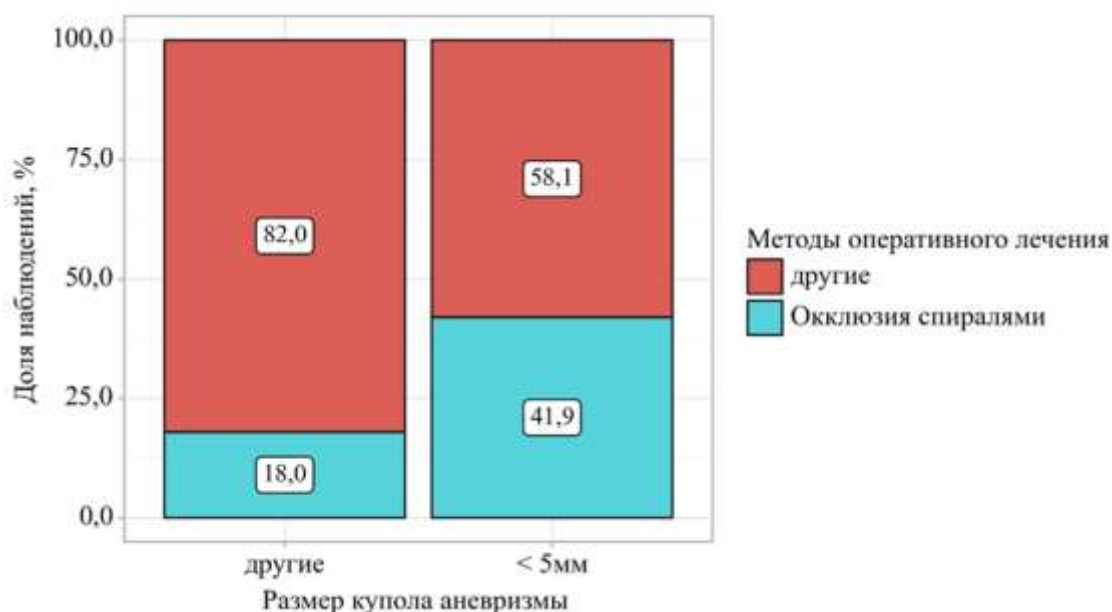 Доля наблюдений, %
100,0
75,0
50,0
25,0
0,0
82,0
18,0
58,1
41,9
другие
< 5мм
Размер купола аневризмы
Методы оперативного лечения
другие
Окклюзия спиралями